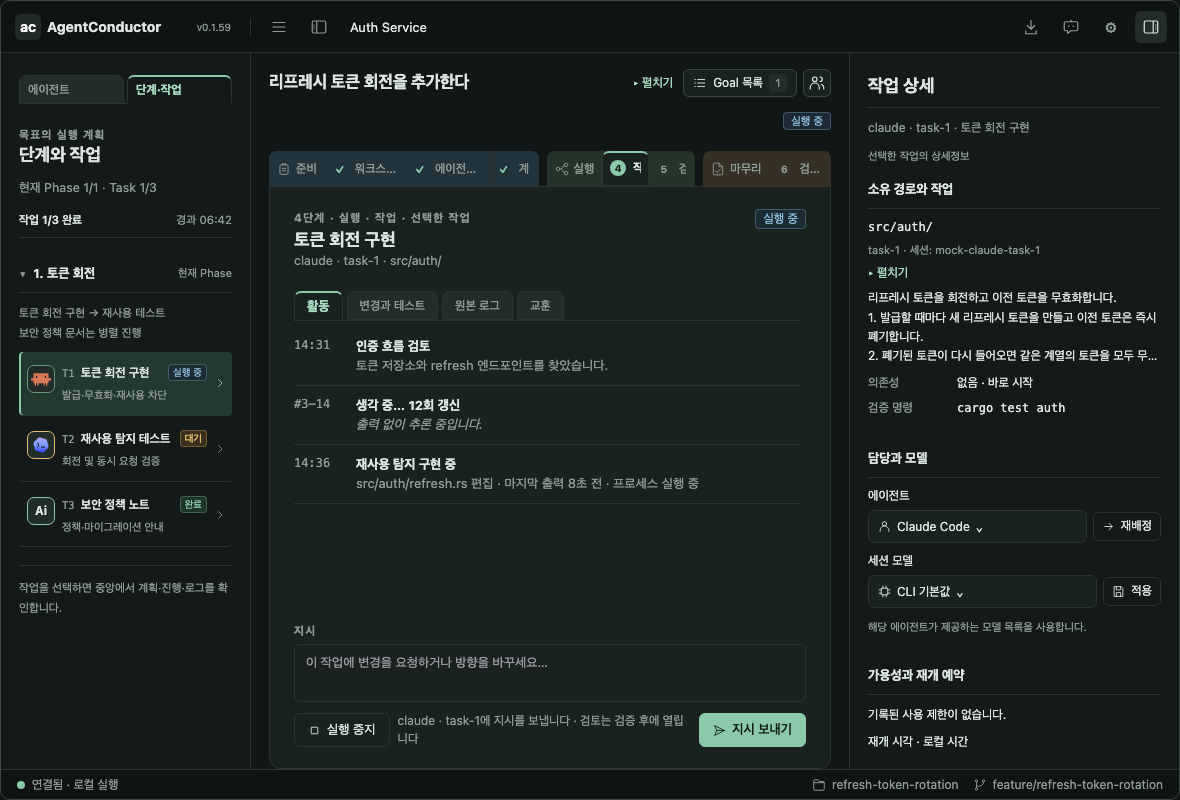 ac AgentConductor v0.1.59 Auth Service
에이전트 단계·작업
목표의 실행 계획
단계와 작업
현재 Phase 1/1 · Task 1/3
작업 1/3 완료 경과 06:42
1. 토큰 회전 현재 Phase
토큰 회전 구현 → 재사용 테스트
보안 정책 문서는 병렬 진행
T1 토큰 회전 구현 실행 중
발급·무효화·재사용 차단
T2 재사용 탐지 테스트 대기
회전 및 동시 요청 검증
Ai T3 보안 정책 노트 완료
정책·마이그레이션 안내
작업을 선택하면 중앙에서 계획·진행·로그를 확
인합니다.
리프레시 토큰 회전을 추가한다 펼치기 Goal 목록 1
실행 중
준비 워크스... 에이전... 계 실행 4 작 5 검 마무리 6 검...
4단계 · 실행 · 작업 · 선택한 작업 실행 중
토큰 회전 구현
claude · task-1 · src/auth/
활동 변경과 테스트 원본 로그 교훈
14:31 인증 흐름 검토
토큰 저장소와 refresh 엔드포인트를 찾았습니다.
#3–14 생각 중... 12회 갱신
출력 없이 추론 중입니다.
14:36 재사용 탐지 구현 중
src/auth/refresh.rs 편집 · 마지막 출력 8초 전 · 프로세스 실행 중
지시
이 작업에 변경을 요청하거나 방향을 바꾸세요...
실행 중지 claude · task-1에 지시를 보냅니다 · 검토는 검증 후에 열립
니다
지시 보내기
작업 상세
claude · task-1 · 토큰 회전 구현
선택한 작업의 상세정보
소유 경로와 작업
src/auth/
task-1 · 세션: mock-claude-task-1
펼치기
리프레시 토큰을 회전하고 이전 토큰을 무효화합니다.
1. 발급할 때마다 새 리프레시 토큰을 만들고 이전 토큰은 즉시
폐기합니다.
2. 폐기된 토큰이 다시 들어오면 같은 계열의 토큰을 모두 무...
의존성 없음 · 바로 시작
검증 명령 cargo test auth
담당과 모델
에이전트
Claude Code 재배정
세션 모델
CLI 기본값 적용
해당 에이전트가 제공하는 모델 목록을 사용합니다.
가용성과 재개 예약
기록된 사용 제한이 없습니다.
재개 시각 · 로컬 시간
연결됨 · 로컬 실행 refresh-token-rotation feature/refresh-token-rotation